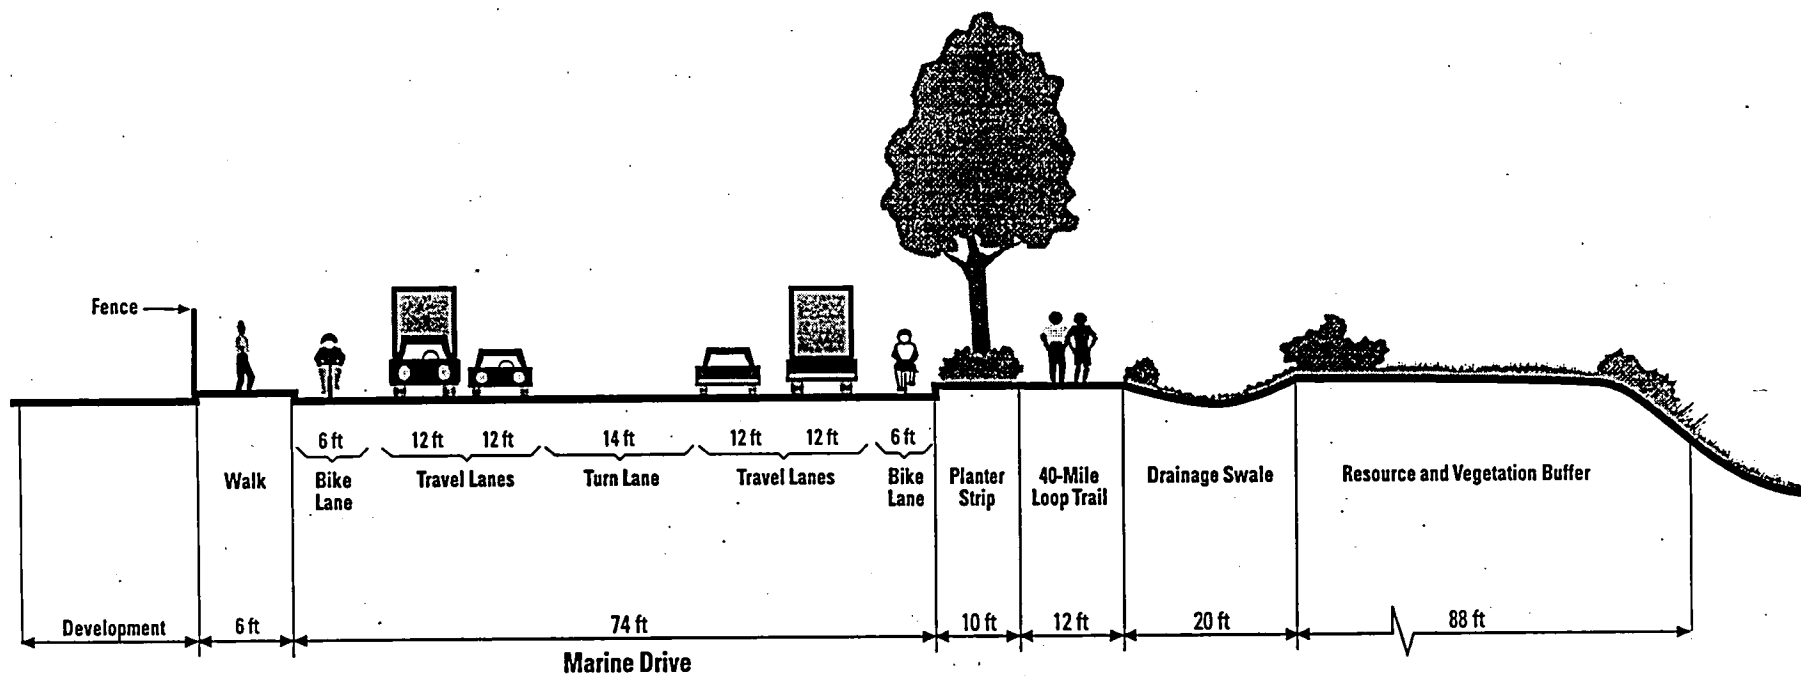 Fence
6 ft
12 ft
12 ft
14 ft
12 ft
12 ft
6 ft
Walk
Bike
Lane
Travel Lanes
Turn Lane
Travel Lanes
Bike
Lane
Planter
Strip
40-Mile
Loop Trail
Drainage Swale
Resource and Vegetation Buffer
Development
6 ft
74 ft
10 ft
12 ft
20 ft
88 ft
Marine Drive